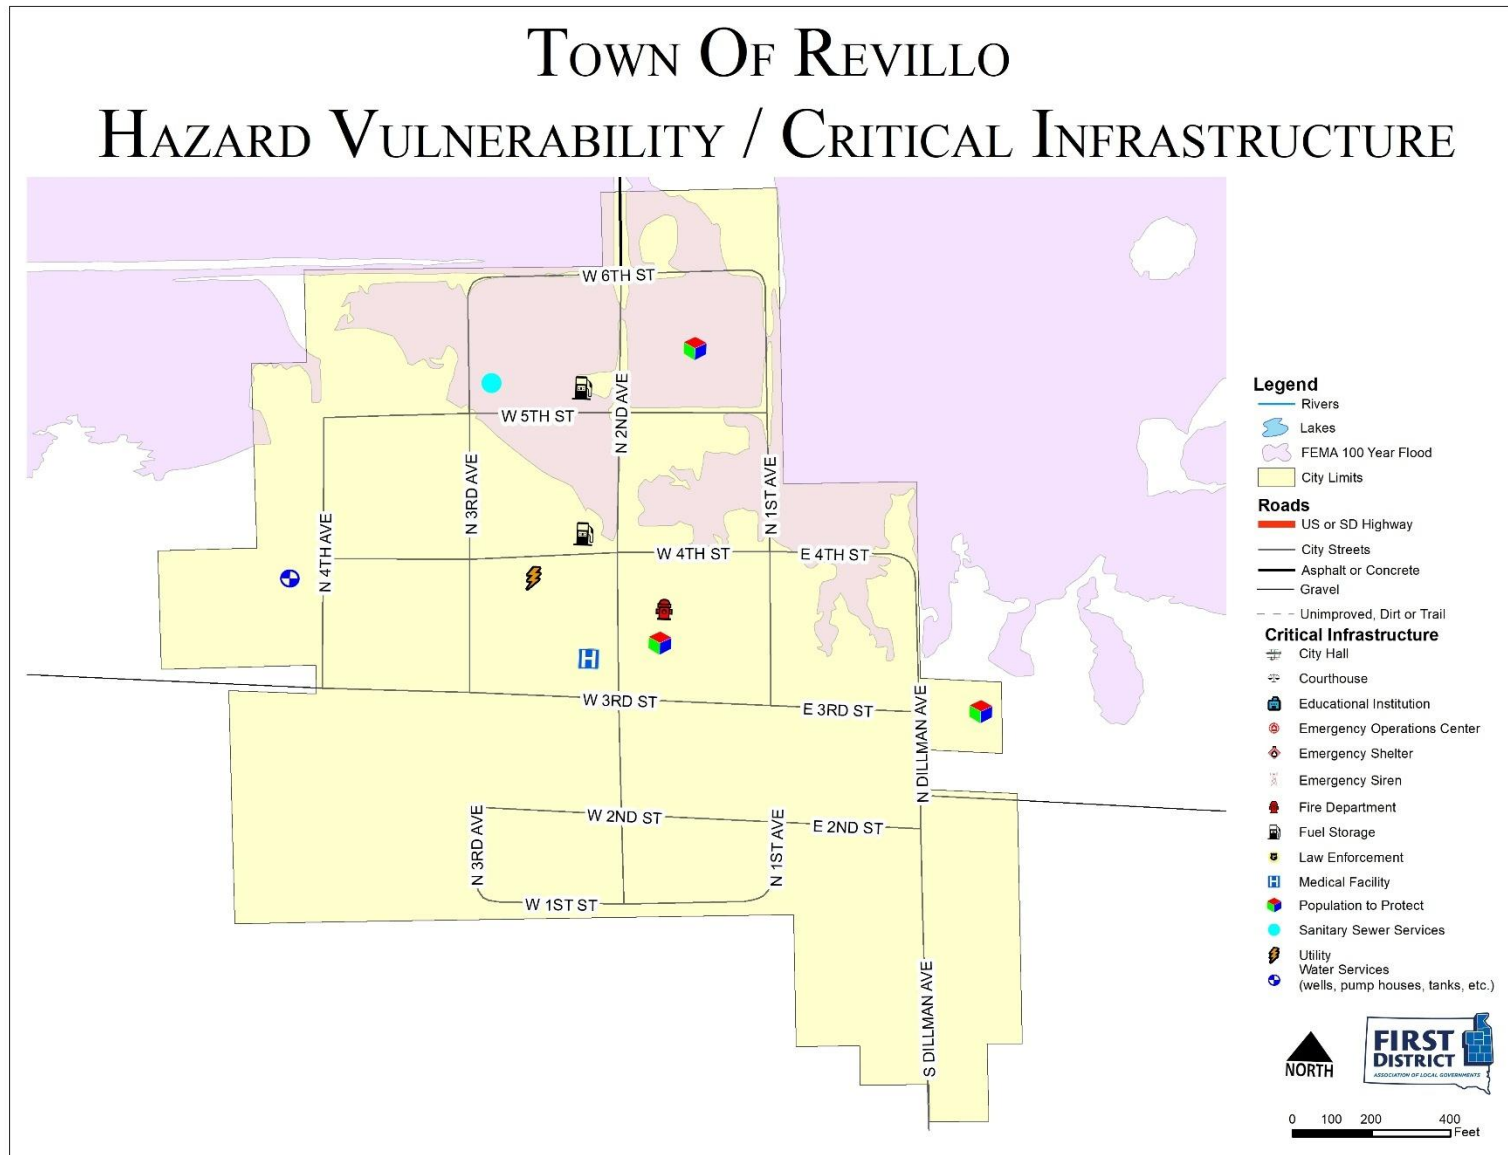 TOWN OF REVILLO
HAZARD VULNERABILITY / CRITICAL INFRASTRUCTURE
W 6TH ST
W 5TH ST
N 2ND AVE
N 3RD AVE
N 1ST AVE
N 4TH AVE
W 4TH ST
E 4TH ST
W 3RD ST
E 3RD ST
N DILLMAN AVE
W 2ND ST
E 2ND ST
N 3RD AVE
N 1ST AVE
W 1ST ST
S DILLMAN AVE
Legend
Rivers
Lakes
FEMA 100 Year Flood
City Limits
Roads
US or SD Highway
City Streets
Asphalt or Concrete
Gravel
Unimproved, Dirt or Trail
Critical Infrastructure
City Hall
Courthouse
Educational Institution
Emergency Operations Center
Emergency Shelter
Emergency Siren
Fire Department
Fuel Storage
Law Enforcement
H Medical Facility
Population to Protect
Sanitary Sewer Services
Utility
Water Services
(wells, pump houses, tanks, etc.)
NORTH
FIRST
DISTRICT
ASSOCIATION OF LOCAL GOVERNMENTS
0 100 200 400
Feet
H